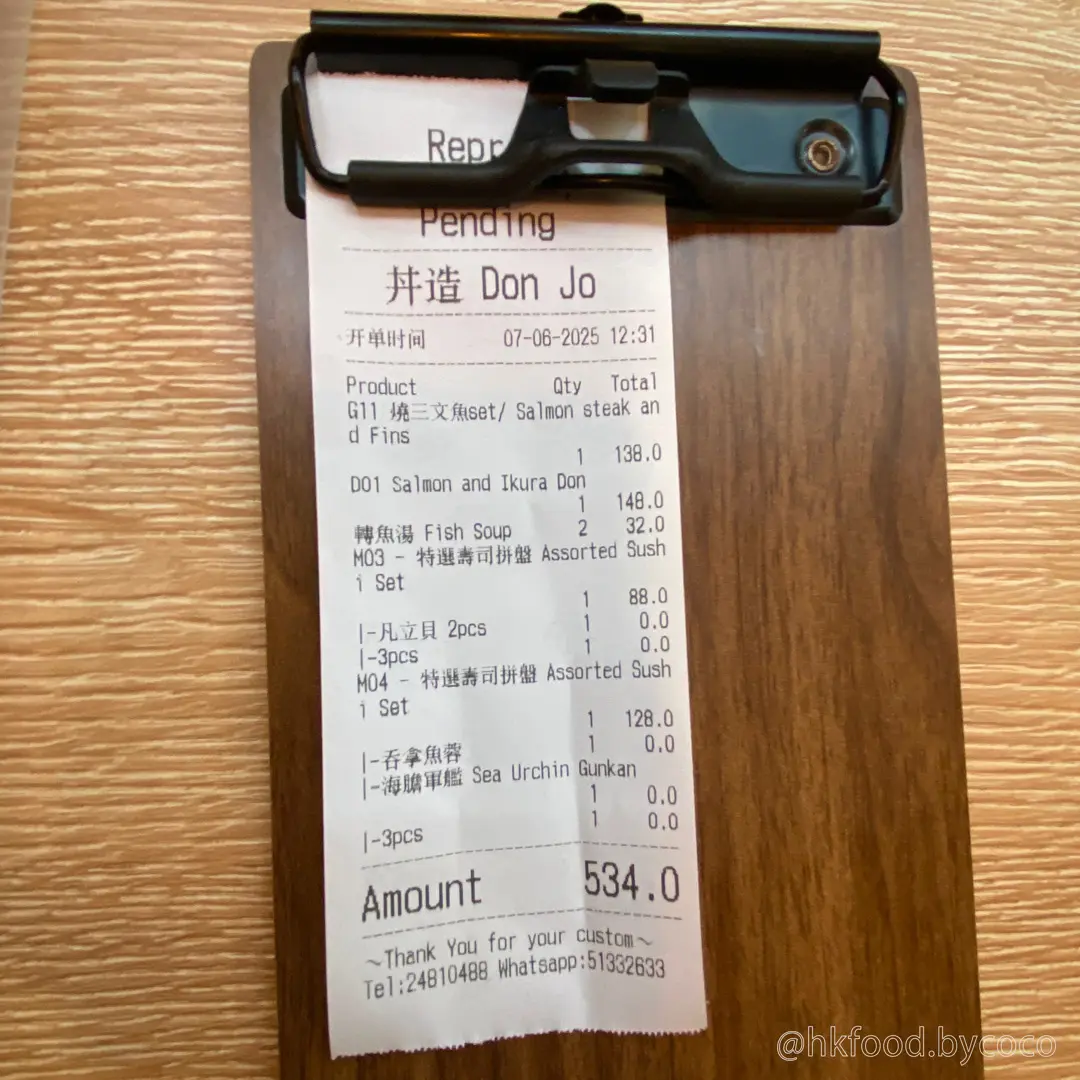 Repr
Pending
丼造 Don Jo
开单时间 07-06-2025 12:31
Product Qty Total
G11 燒三文魚set/ Salmon steak an
d Fins
1 138.0
D01 Salmon and Ikura Don
1 148.0
轉魚湯 Fish Soup 2 32.0
M03 - 特選壽司拼盤 Assorted Sush
i Set
1 88.0
|-凡立貝 2pcs 1 0.0
|-3pcs 1 0.0
M04 - 特選壽司拼盤 Assorted Sush
i Set
1 128.0
|-吞拿魚蓉 1 0.0
|-海膽軍艦 Sea Urchin Gunkan
1 0.0
|-3pcs 1 0.0
Amount 534.0
~Thank You for your custom~
Tel:24810488 Whatsapp:51332633
@hkfood.bycoco